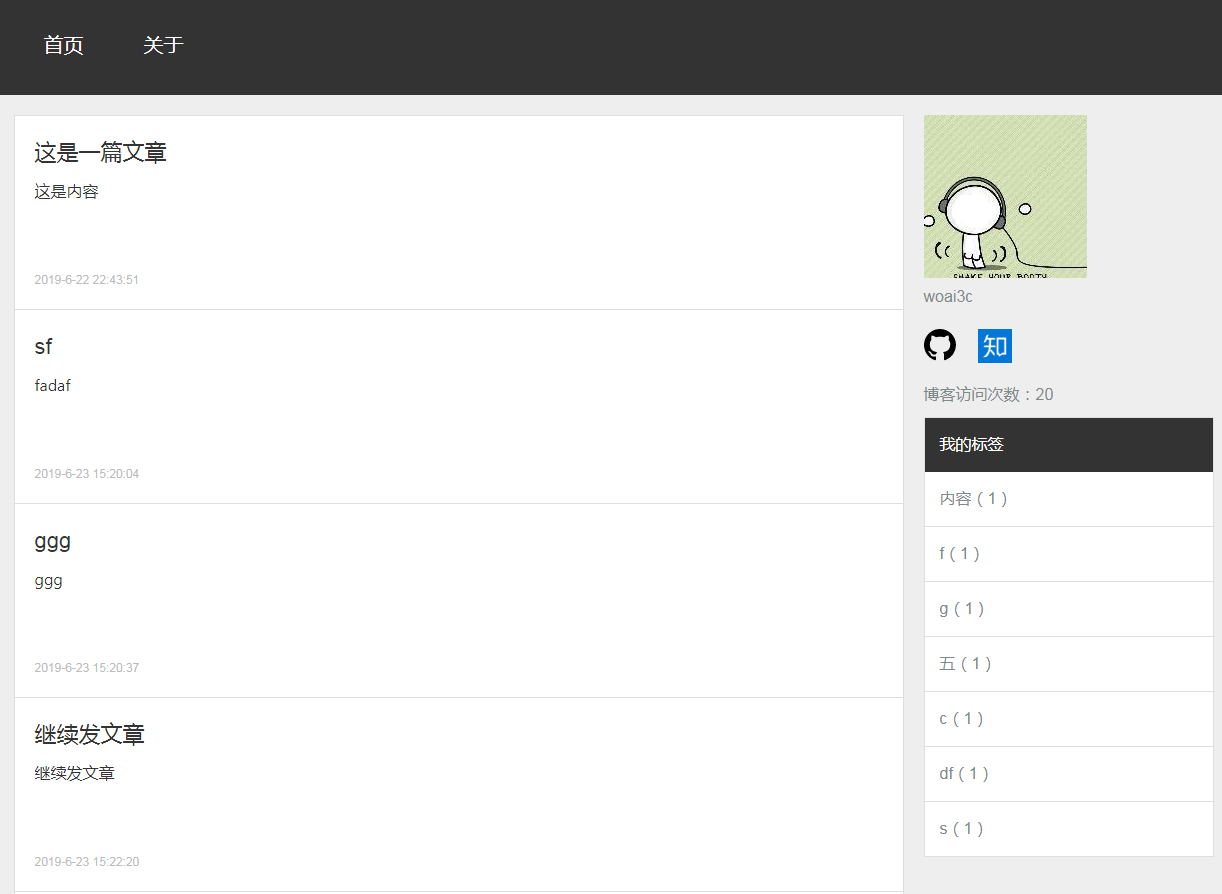 首页 关于
这是一篇文章
这是内容
2019-6-22 22:43:51
sf
fadaf
2019-6-23 15:20:04
ggg
ggg
2019-6-23 15:20:37
继续发文章
继续发文章
2019-6-23 15:22:20
SHAKE YOUR BOOTY
woai3c
知
博客访问次数：20
我的标签
内容 ( 1 )
f ( 1 )
g ( 1 )
五 ( 1 )
c ( 1 )
df ( 1 )
s ( 1 )